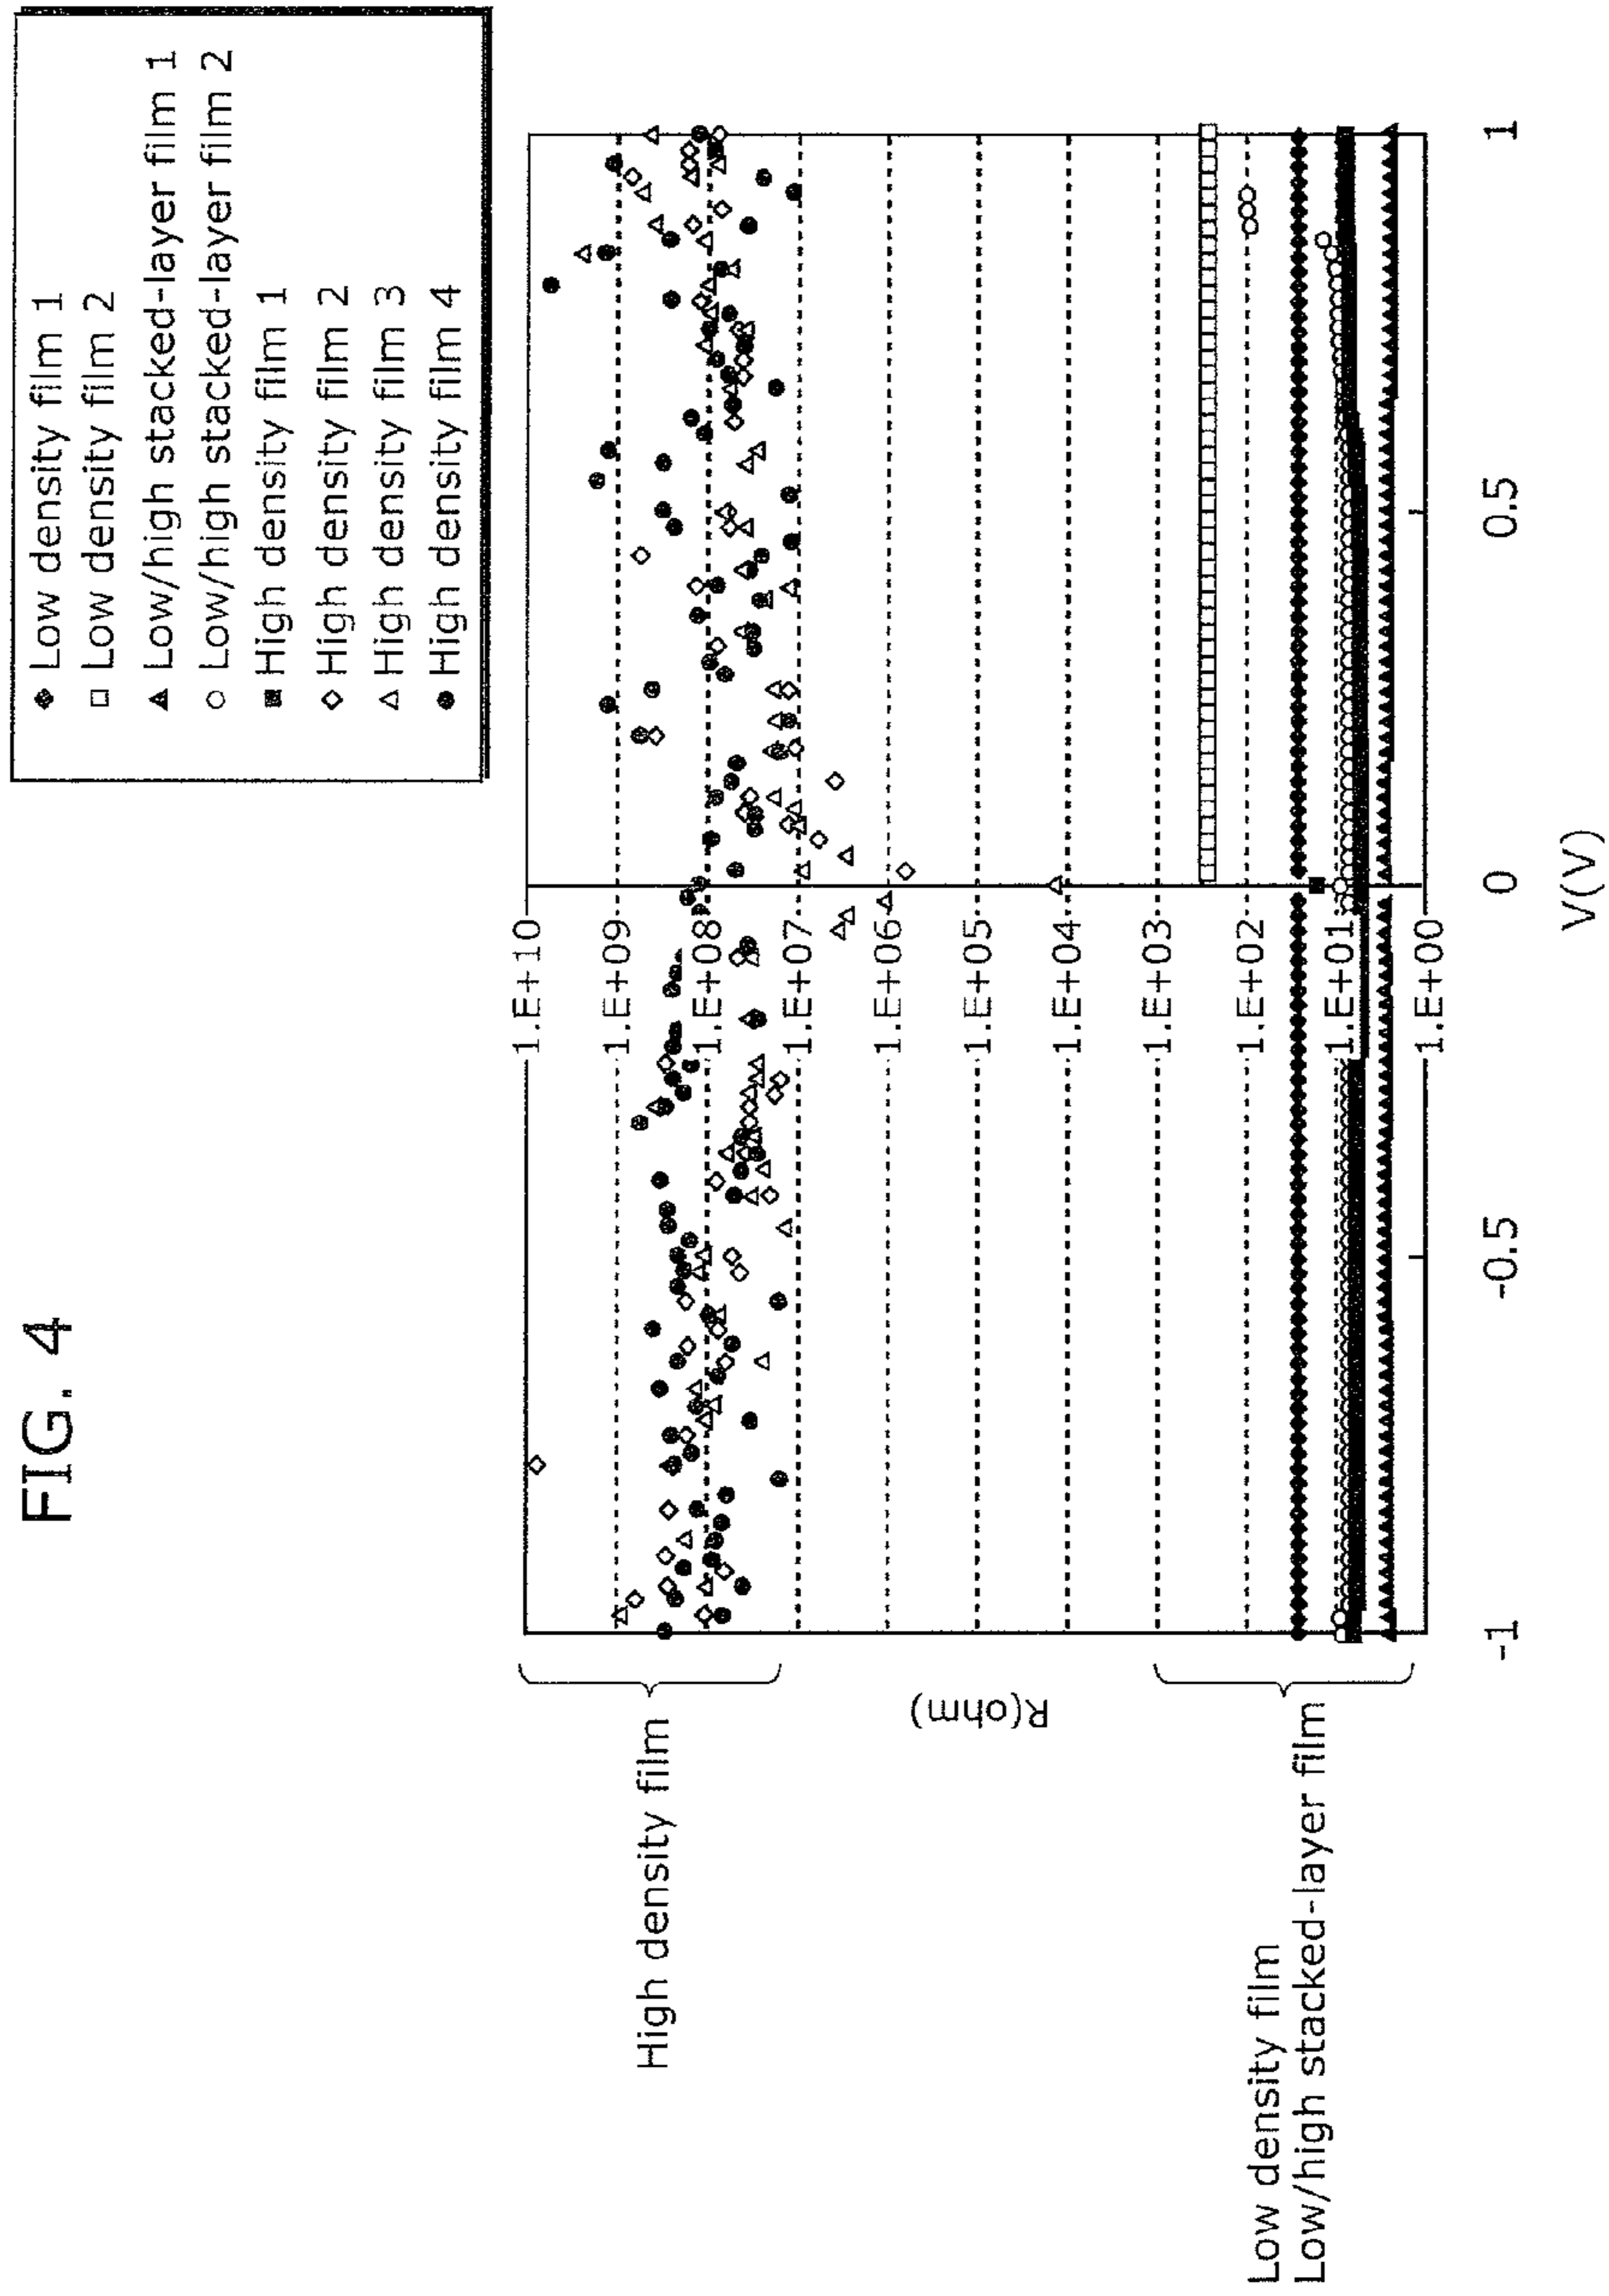 FIG. 4
Low density film 1
Low density film 2
Low/high stacked-layer film 1
Low/high stacked-layer film 2
High density film 1
High density film 2
High density film 3
High density film 4
1.E+10
1.E+09
1.E+08
1.E+07
1.E+06
1.E+05
1.E+04
1.E+03
1.E+02
1.E+01
1.E+00
High density film
R(ohm)
Low density film
Low/high stacked-layer film
-1
-0.5
0
0.5
1
V(V)